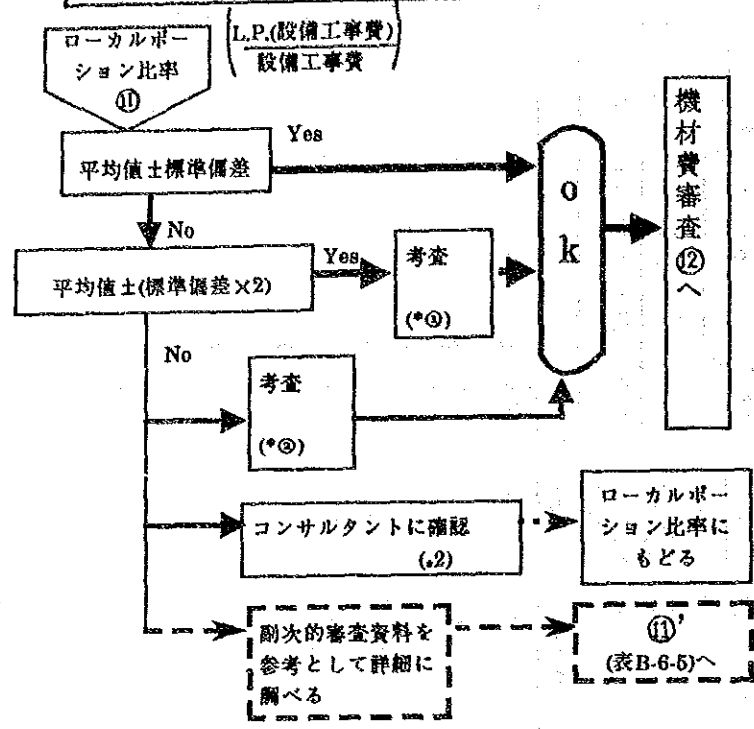 ローカルポー
ション比率
⑪
L.P.(設備工事費)
設備工事費
平均値±標準偏差
Yes
No
平均値±(標準偏差×2)
Yes
考査
(*①)
ok
機材費審査⑫へ
No
考査
(*②)
コンサルタントに確認
(*2)
ローカルポー
ション比率に
もどる
副次的審査資料を
参考として詳細に
調べる
⑪'
(表B-6-5)へ